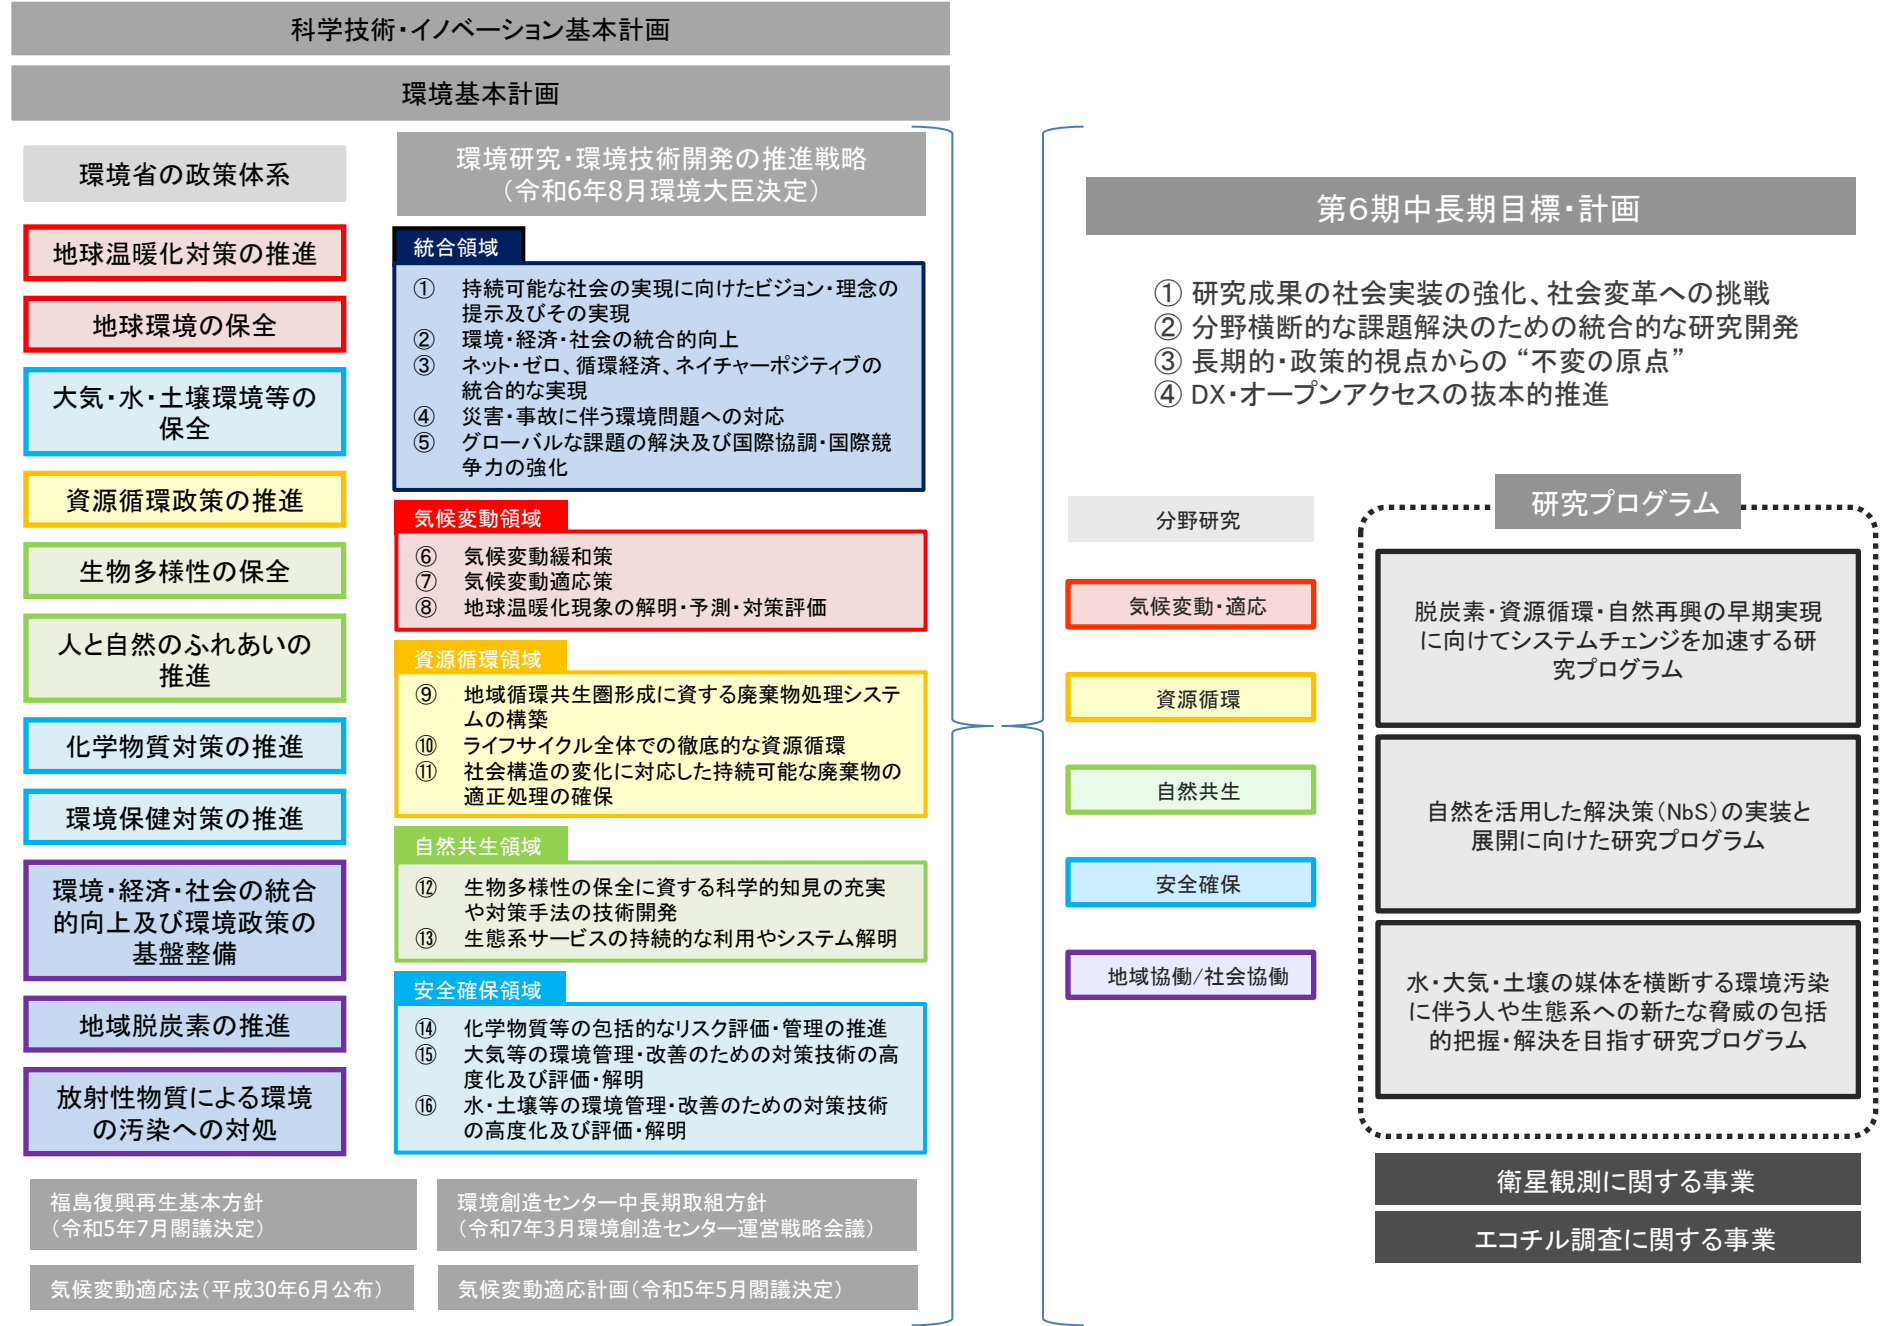 科学技術・イノベーション基本計画
環境基本計画
環境省の政策体系
地球温暖化対策の推進
地球環境の保全
大気・水・土壌環境等の
保全
資源循環政策の推進
生物多様性の保全
人と自然のふれあいの
推進
化学物質対策の推進
環境保健対策の推進
環境・経済・社会の統合
的向上及び環境政策の
基盤整備
地域脱炭素の推進
放射性物質による環境
の汚染への対処
環境研究・環境技術開発の推進戦略
(令和6年8月環境大臣決定)
統合領域
① 持続可能な社会の実現に向けたビジョン・理念の
提示及びその実現
② 環境・経済・社会の統合的向上
③ ネット・ゼロ、循環経済、ネイチャーポジティブの
統合的な実現
④ 災害・事故に伴う環境問題への対応
⑤ グローバルな課題の解決及び国際協調・国際競
争力の強化
気候変動領域
⑥ 気候変動緩和策
⑦ 気候変動適応策
⑧ 地球温暖化現象の解明・予測・対策評価
資源循環領域
⑨ 地域循環共生圏形成に資する廃棄物処理システ
ムの構築
⑩ ライフサイクル全体での徹底的な資源循環
⑪ 社会構造の変化に対応した持続可能な廃棄物の
適正処理の確保
自然共生領域
⑫ 生物多様性の保全に資する科学的知見の充実
や対策手法の技術開発
⑬ 生態系サービスの持続的な利用やシステム解明
安全確保領域
⑭ 化学物質等の包括的なリスク評価・管理の推進
⑮ 大気等の環境管理・改善のための対策技術の高
度化及び評価・解明
⑯ 水・土壌等の環境管理・改善のための対策技術
の高度化及び評価・解明
福島復興再生基本方針
(令和5年7月閣議決定)
環境創造センター中長期取組方針
(令和7年3月環境創造センター運営戦略会議)
気候変動適応法(平成30年6月公布)
気候変動適応計画(令和5年5月閣議決定)
第6期中長期目標・計画
① 研究成果の社会実装の強化、社会変革への挑戦
② 分野横断的な課題解決のための統合的な研究開発
③ 長期的・政策的視点からの “不変の原点”
④ DX・オープンアクセスの抜本的推進
分野研究
気候変動・適応
資源循環
自然共生
安全確保
地域協働/社会協働
研究プログラム
脱炭素・資源循環・自然再興の早期実現
に向けてシステムチェンジを加速する研
究プログラム
自然を活用した解決策(NbS)の実装と
展開に向けた研究プログラム
水・大気・土壌の媒体を横断する環境汚染
に伴う人や生態系への新たな脅威の包括
的把握・解決を目指す研究プログラム
衛星観測に関する事業
エコチル調査に関する事業